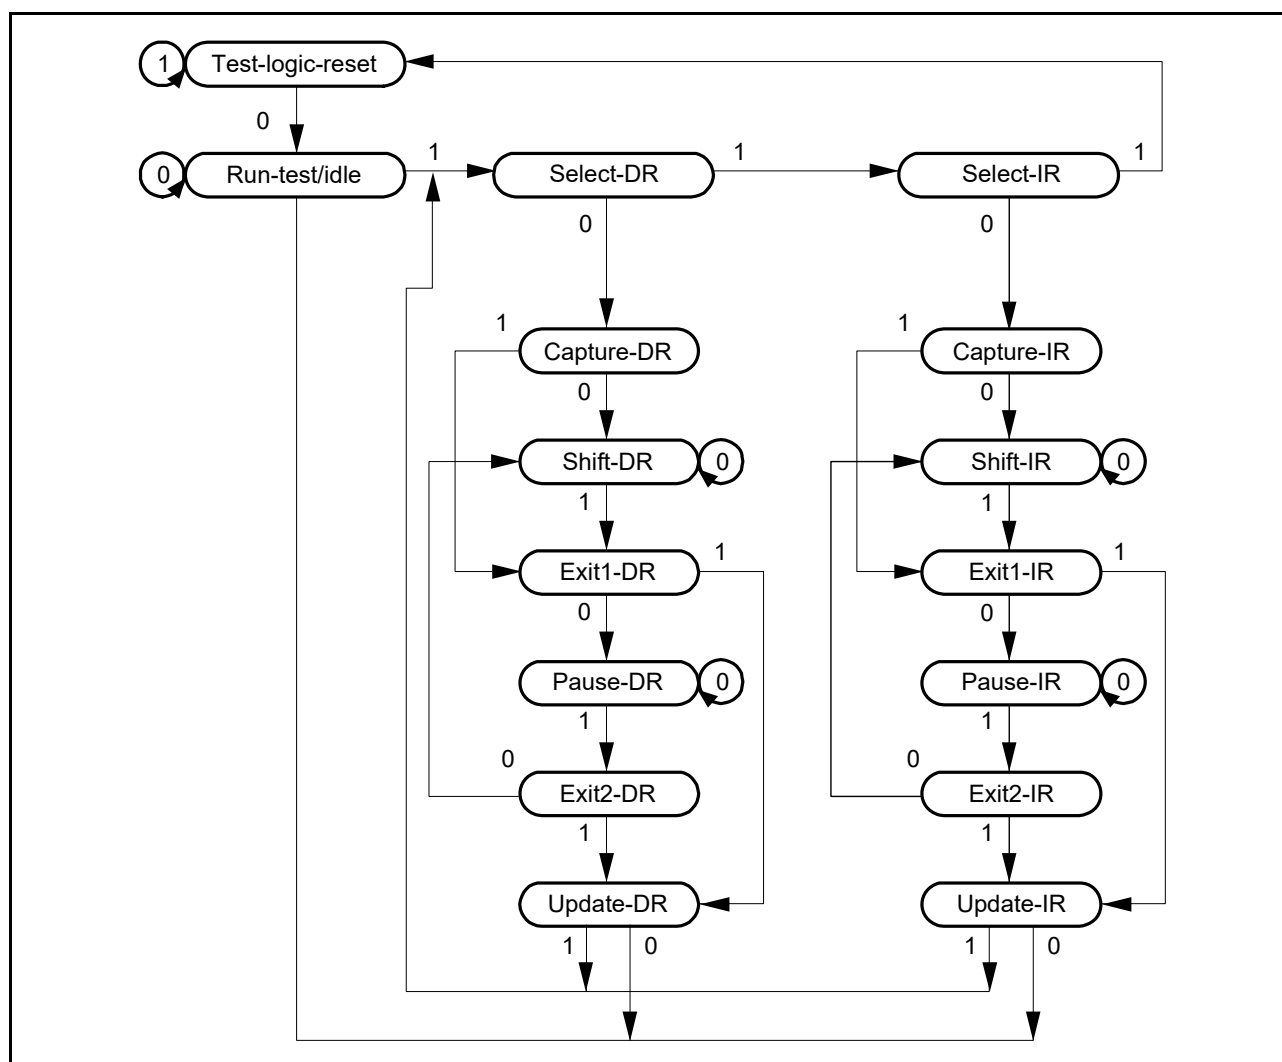 1 Test-logic-reset
0
0 Run-test/idle 1 Select-DR 1 Select-IR 1
0 0
1 1
Capture-DR Capture-IR
0 0
Shift-DR 0 Shift-IR 0
1 1
1 1
Exit1-DR Exit1-IR
0 0
Pause-DR 0 Pause-IR 0
1 1
0 0
Exit2-DR Exit2-IR
1 1
Update-DR Update-IR
1 0 1 0